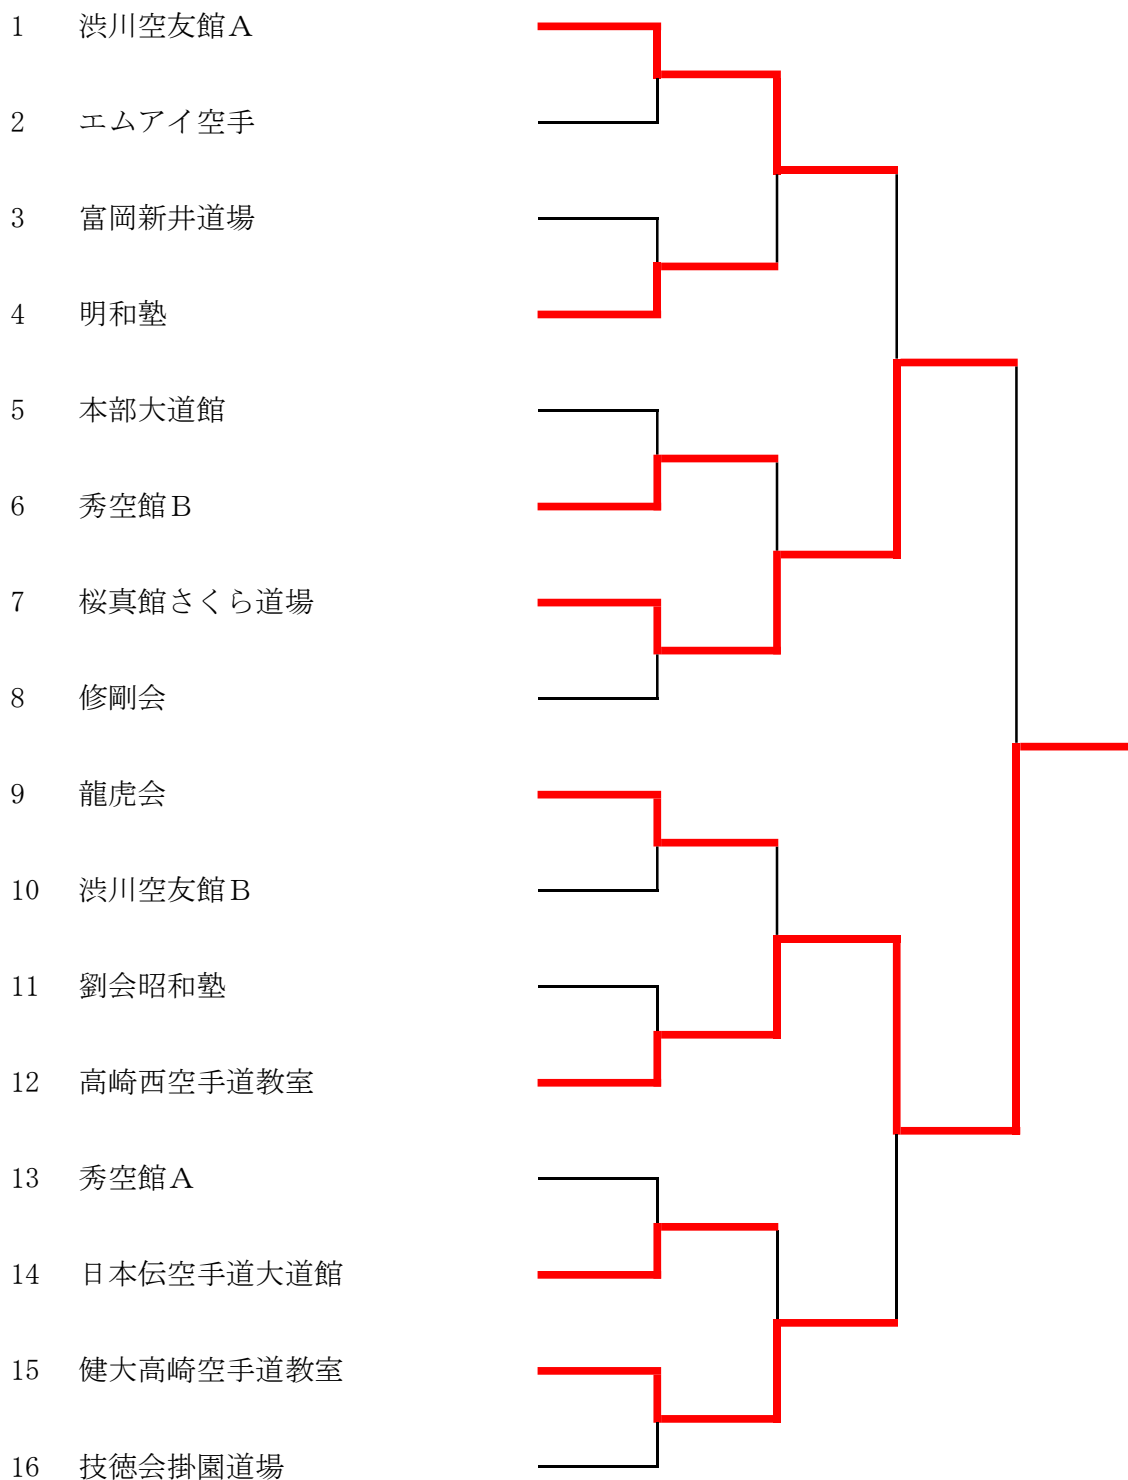 1 渋川空友館Ａ
2 エムアイ空手
3 富岡新井道場
4 明和塾
5 本部大道館
6 秀空館Ｂ
7 桜真館さくら道場
8 修剛会
9 龍虎会
10 渋川空友館Ｂ
11 劉会昭和塾
12 高崎西空手道教室
13 秀空館Ａ
14 日本伝空手道大道館
15 健大高崎空手道教室
16 技徳会掛園道場